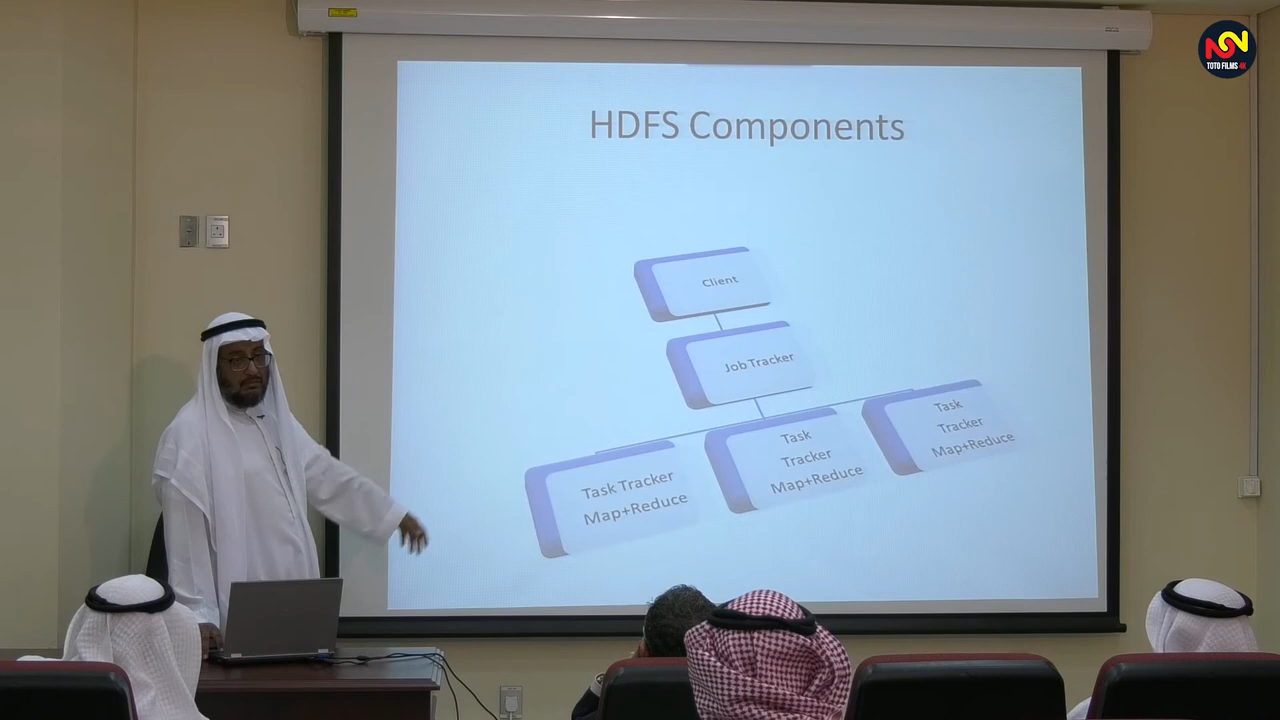 TOTO FILMS 4K
HDFS Components
Client
Job Tracker
Task Tracker
Map+Reduce
Task
Tracker
Map+Reduce
Task
Tracker
Map+Reduce